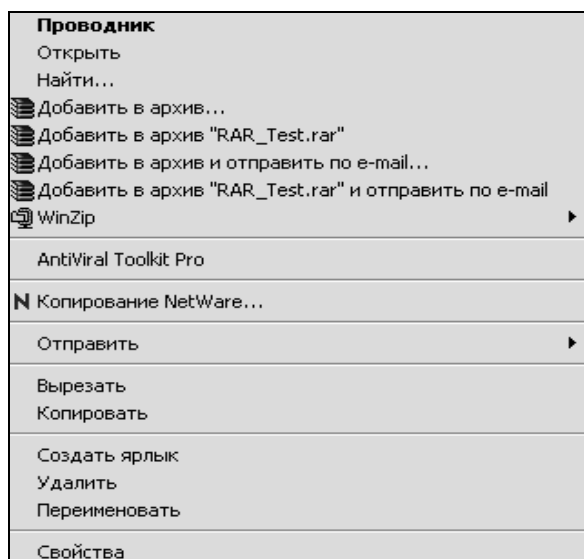 Проводник
Открыть
Найти...
Добавить в архив...
Добавить в архив "RAR_Test.rar"
Добавить в архив и отправить по e-mail...
Добавить в архив "RAR_Test.rar" и отправить по e-mail
WinZip
AntiViral Toolkit Pro
Копирование NetWare...
Отправить
Вырезать
Копировать
Создать ярлык
Удалить
Переименовать
Свойства